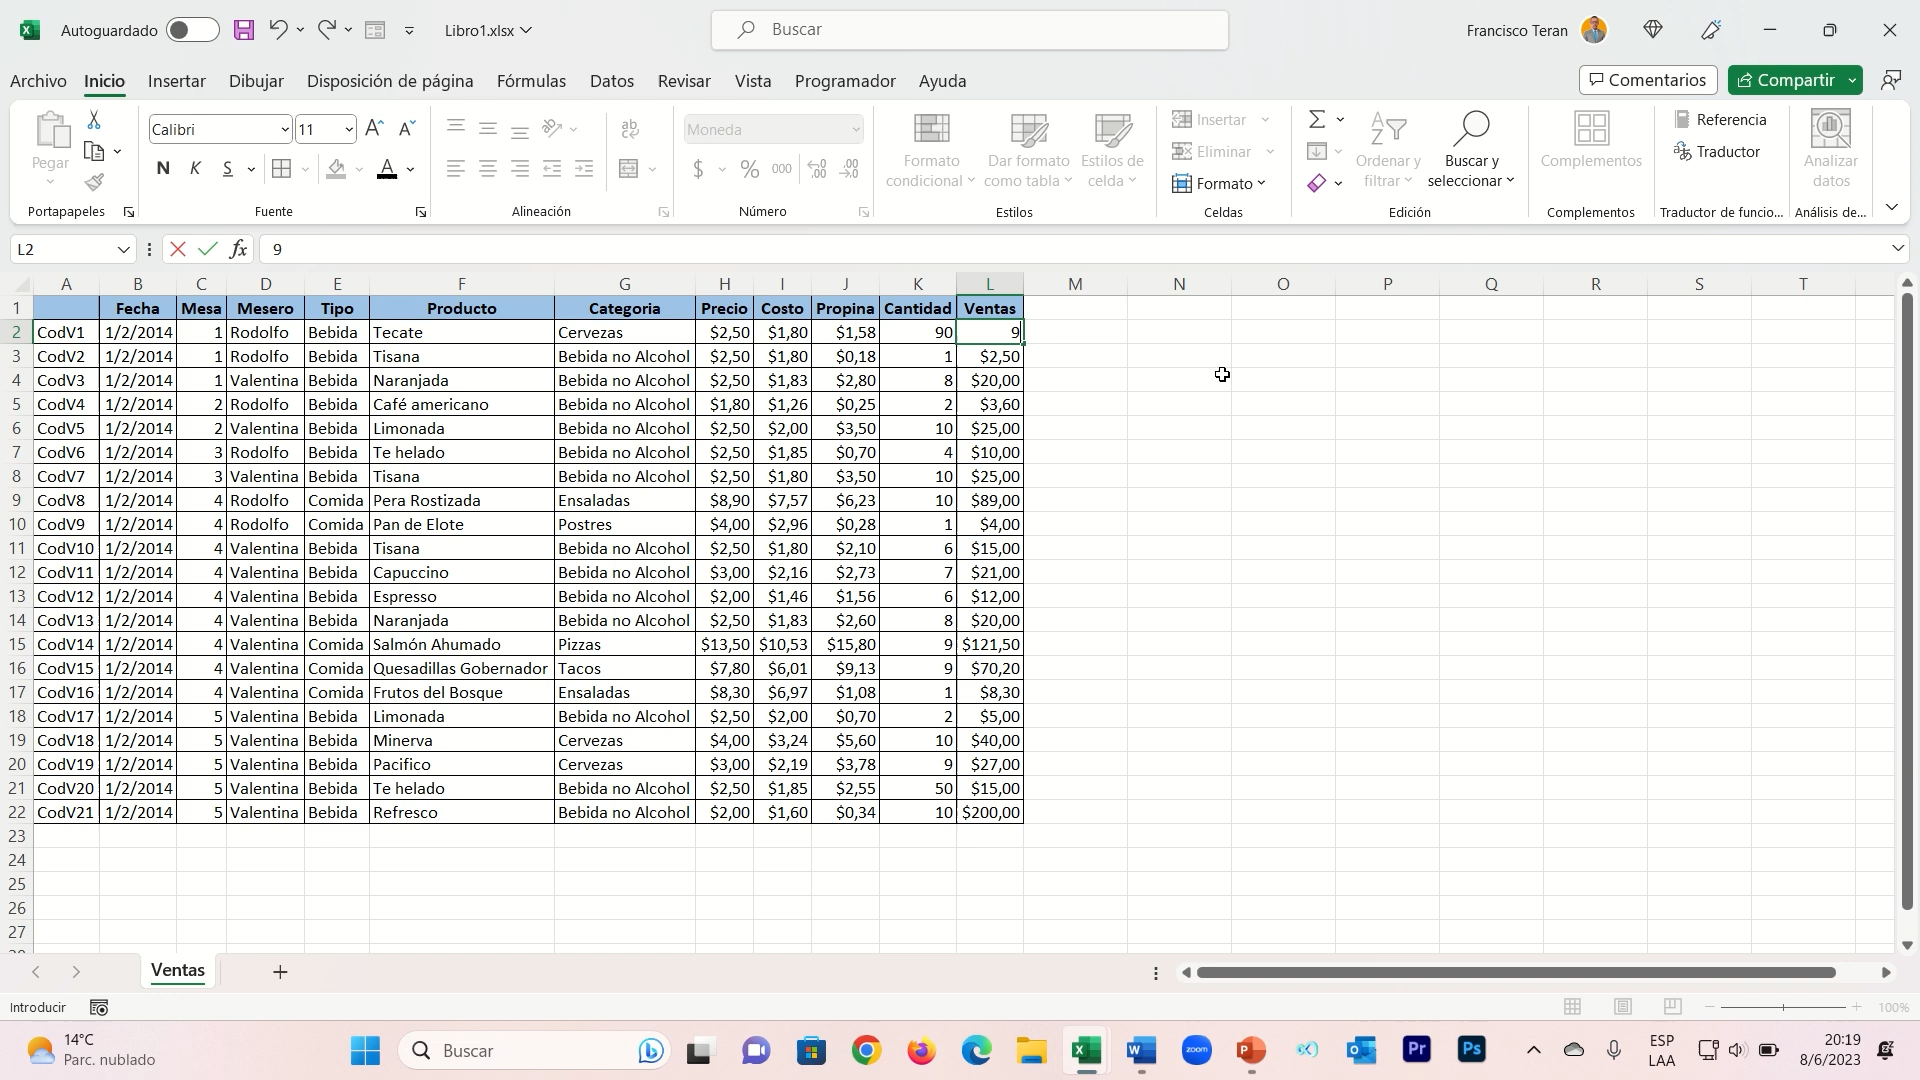 Autoguardado Libro1.xlsx Buscar Francisco Teran
Archivo Inicio Insertar Dibujar Disposición de página Fórmulas Datos Revisar Vista Programador Ayuda Comentarios Compartir
Pegar
Portapapeles
Calibri 11
N K S
Fuente
Alineación
Moneda
$ % 000
Número
Formato condicional
Dar formato como tabla
Estilos de celda
Estilos
Insertar
Eliminar
Formato
Celdas
Ordenar y filtrar
Buscar y seleccionar
Edición
Complementos
Complementos
Referencia
Traductor
Traductor de funcio...
Analizar datos
Análisis de...
L2 fx 9
A B C D E F G H I J K L M N O P Q R S T
1 Fecha Mesa Mesero Tipo Producto Categoria Precio Costo Propina Cantidad Ventas
2 CodV1 1/2/2014 1 Rodolfo Bebida Tecate Cervezas $2,50 $1,80 $1,58 90 9
3 CodV2 1/2/2014 1 Rodolfo Bebida Tisana Bebida no Alcohol $2,50 $1,80 $0,18 1 $2,50
4 CodV3 1/2/2014 1 Valentina Bebida Naranjada Bebida no Alcohol $2,50 $1,83 $2,80 8 $20,00
5 CodV4 1/2/2014 2 Rodolfo Bebida Café americano Bebida no Alcohol $1,80 $1,26 $0,25 2 $3,60
6 CodV5 1/2/2014 2 Valentina Bebida Limonada Bebida no Alcohol $2,50 $2,00 $3,50 10 $25,00
7 CodV6 1/2/2014 3 Rodolfo Bebida Te helado Bebida no Alcohol $2,50 $1,85 $0,70 4 $10,00
8 CodV7 1/2/2014 3 Valentina Bebida Tisana Bebida no Alcohol $2,50 $1,80 $3,50 10 $25,00
9 CodV8 1/2/2014 4 Rodolfo Comida Pera Rostizada Ensaladas $8,90 $7,57 $6,23 10 $89,00
10 CodV9 1/2/2014 4 Rodolfo Comida Pan de Elote Postres $4,00 $2,96 $0,28 1 $4,00
11 CodV10 1/2/2014 4 Valentina Bebida Tisana Bebida no Alcohol $2,50 $1,80 $2,10 6 $15,00
12 CodV11 1/2/2014 4 Valentina Bebida Capuccino Bebida no Alcohol $3,00 $2,16 $2,73 7 $21,00
13 CodV12 1/2/2014 4 Valentina Bebida Espresso Bebida no Alcohol $2,00 $1,46 $1,56 6 $12,00
14 CodV13 1/2/2014 4 Valentina Bebida Naranjada Bebida no Alcohol $2,50 $1,83 $2,60 8 $20,00
15 CodV14 1/2/2014 4 Valentina Comida Salmón Ahumado Pizzas $13,50 $10,53 $15,80 9 $121,50
16 CodV15 1/2/2014 4 Valentina Comida Quesadillas Gobernador Tacos $7,80 $6,01 $9,13 9 $70,20
17 CodV16 1/2/2014 4 Valentina Comida Frutos del Bosque Ensaladas $8,30 $6,97 $1,08 1 $8,30
18 CodV17 1/2/2014 5 Valentina Bebida Limonada Bebida no Alcohol $2,50 $2,00 $0,70 2 $5,00
19 CodV18 1/2/2014 5 Valentina Bebida Minerva Cervezas $4,00 $3,24 $5,60 10 $40,00
20 CodV19 1/2/2014 5 Valentina Bebida Pacifico Cervezas $3,00 $2,19 $3,78 9 $27,00
21 CodV20 1/2/2014 5 Valentina Bebida Te helado Bebida no Alcohol $2,50 $1,85 $2,55 50 $15,00
22 CodV21 1/2/2014 5 Valentina Bebida Refresco Bebida no Alcohol $2,00 $1,60 $0,34 10 $200,00
23
24
25
26
27
Ventas
Introducir 100%
14°C
Parc. nublado
Buscar
zoom
Pr
Ps
ESP
LAA
20:19
8/6/2023